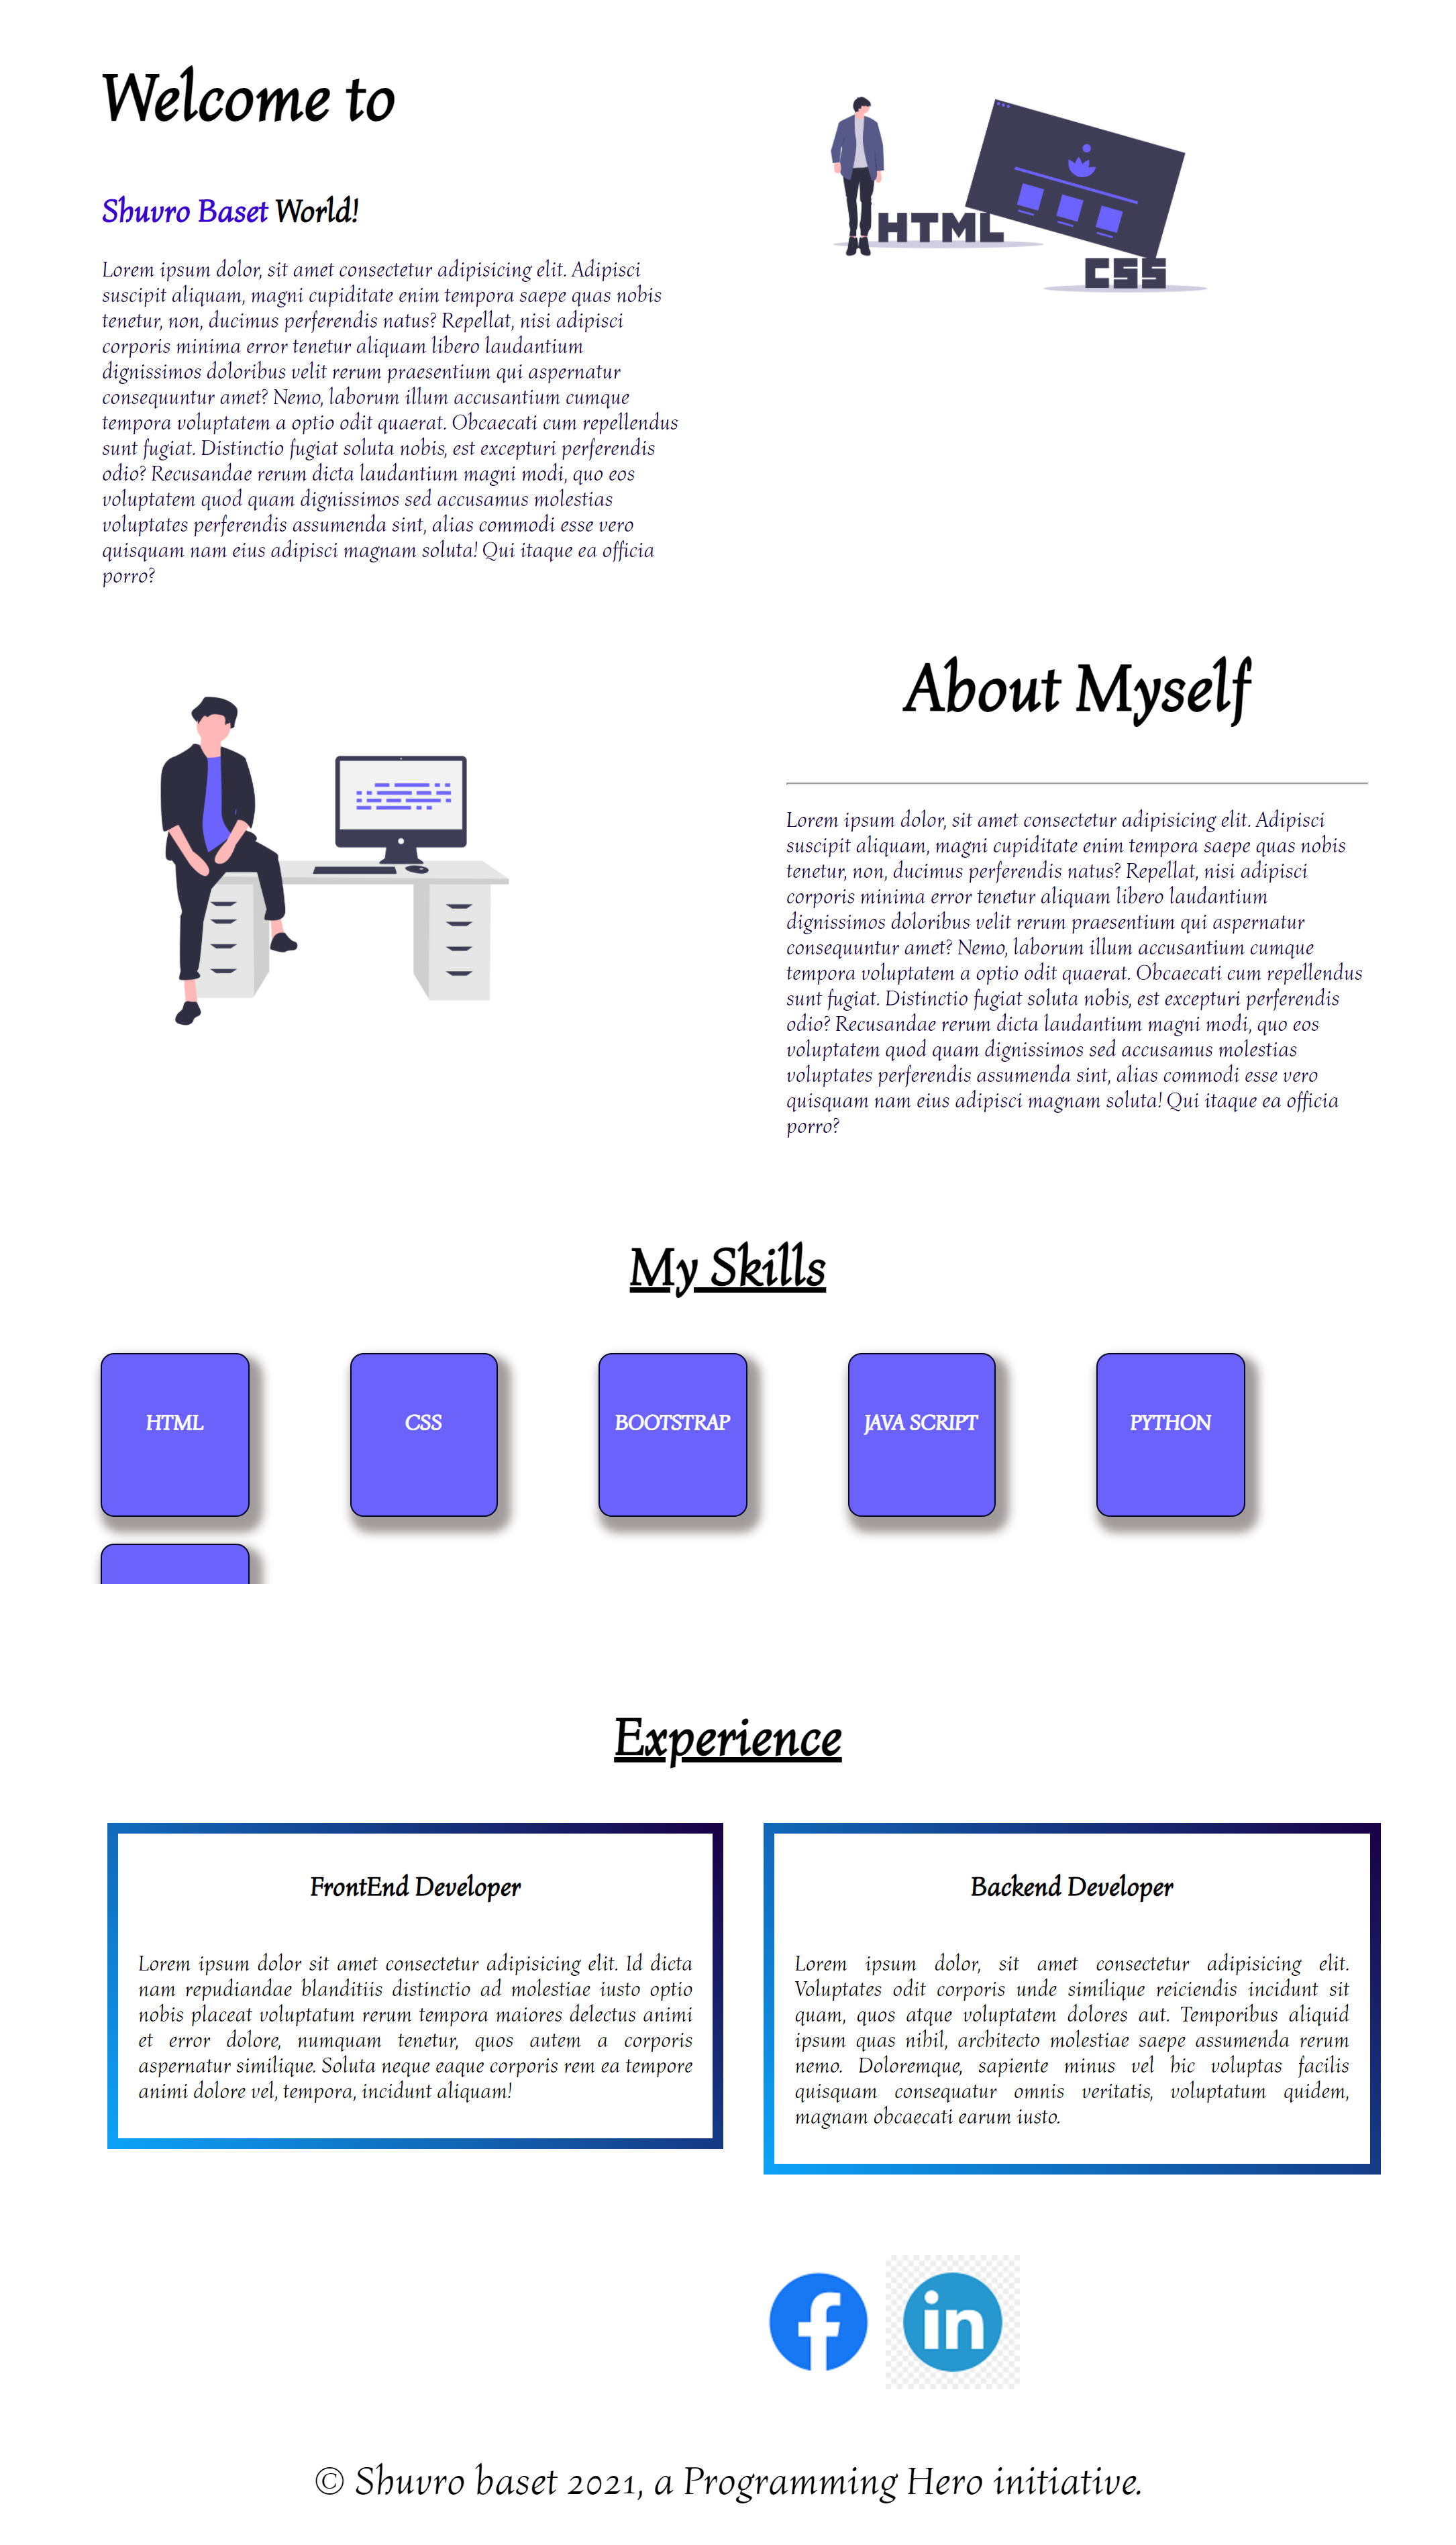 Welcome to
HTML
CSS
Shuvro Baset World!
Lorem ipsum dolor, sit amet consectetur adipisicing elit. Adipisci
suscipit aliquam, magni cupiditate enim tempora saepe quas nobis
tenetur, non, ducimus perferendis natus? Repellat, nisi adipisci
corporis minima error tenetur aliquam libero laudantium
dignissimos doloribus velit rerum praesentium qui aspernatur
consequuntur amet? Nemo, laborum illum accusantium cumque
tempora voluptatem a optio odit quaerat. Obcaecati cum repellendus
sunt fugiat. Distinctio fugiat soluta nobis, est excepturi perferendis
odio? Recusandae rerum dicta laudantium magni modi, quo eos
voluptatem quod quam dignissimos sed accusamus molestias
voluptates perferendis assumenda sint, alias commodi esse vero
quisquam nam eius adipisci magnam soluta! Qui itaque ea officia
porro?
About Myself
Lorem ipsum dolor, sit amet consectetur adipisicing elit. Adipisci
suscipit aliquam, magni cupiditate enim tempora saepe quas nobis
tenetur, non, ducimus perferendis natus? Repellat, nisi adipisci
corporis minima error tenetur aliquam libero laudantium
dignissimos doloribus velit rerum praesentium qui aspernatur
consequuntur amet? Nemo, laborum illum accusantium cumque
tempora voluptatem a optio odit quaerat. Obcaecati cum repellendus
sunt fugiat. Distinctio fugiat soluta nobis, est excepturi perferendis
odio? Recusandae rerum dicta laudantium magni modi, quo eos
voluptatem quod quam dignissimos sed accusamus molestias
voluptates perferendis assumenda sint, alias commodi esse vero
quisquam nam eius adipisci magnam soluta! Qui itaque ea officia
porro?
My Skills
HTML
CSS
BOOTSTRAP
JAVA SCRIPT
PYTHON
Experience
FrontEnd Developer
Lorem ipsum dolor sit amet consectetur adipisicing elit. Id dicta
nam repudiandae blanditiis distinctio ad molestiae iusto optio
nobis placeat voluptatum rerum tempora maiores delectus animi
et error dolore, numquam tenetur, quos autem a corporis
aspernatur similique. Soluta neque eaque corporis rem ea tempore
animi dolore vel, tempora, incidunt aliquam!
Backend Developer
Lorem ipsum dolor, sit amet consectetur adipisicing elit.
Voluptates odit corporis unde similique reiciendis incidunt sit
quam, quos atque voluptatem dolores aut. Temporibus aliquid
ipsum quas nihil, architecto molestiae saepe assumenda rerum
nemo. Doloremque, sapiente minus vel hic voluptas facilis
quisquam consequatur omnis veritatis, voluptatum quidem,
magnam obcaecati earum iusto.
f
in
© Shuvro baset 2021, a Programming Hero initiative.